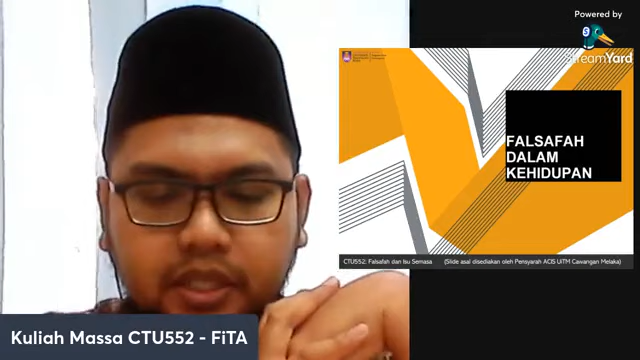 Powered by
StreamYard
FALSAFAH
DALAM
KEHIDUPAN
CTU552: Falsafah dan Isu Semasa (Slide asal disediakan oleh Pensyarah ACIS UiTM Cawangan Melaka)
Kuliah Massa CTU552 - FiTA